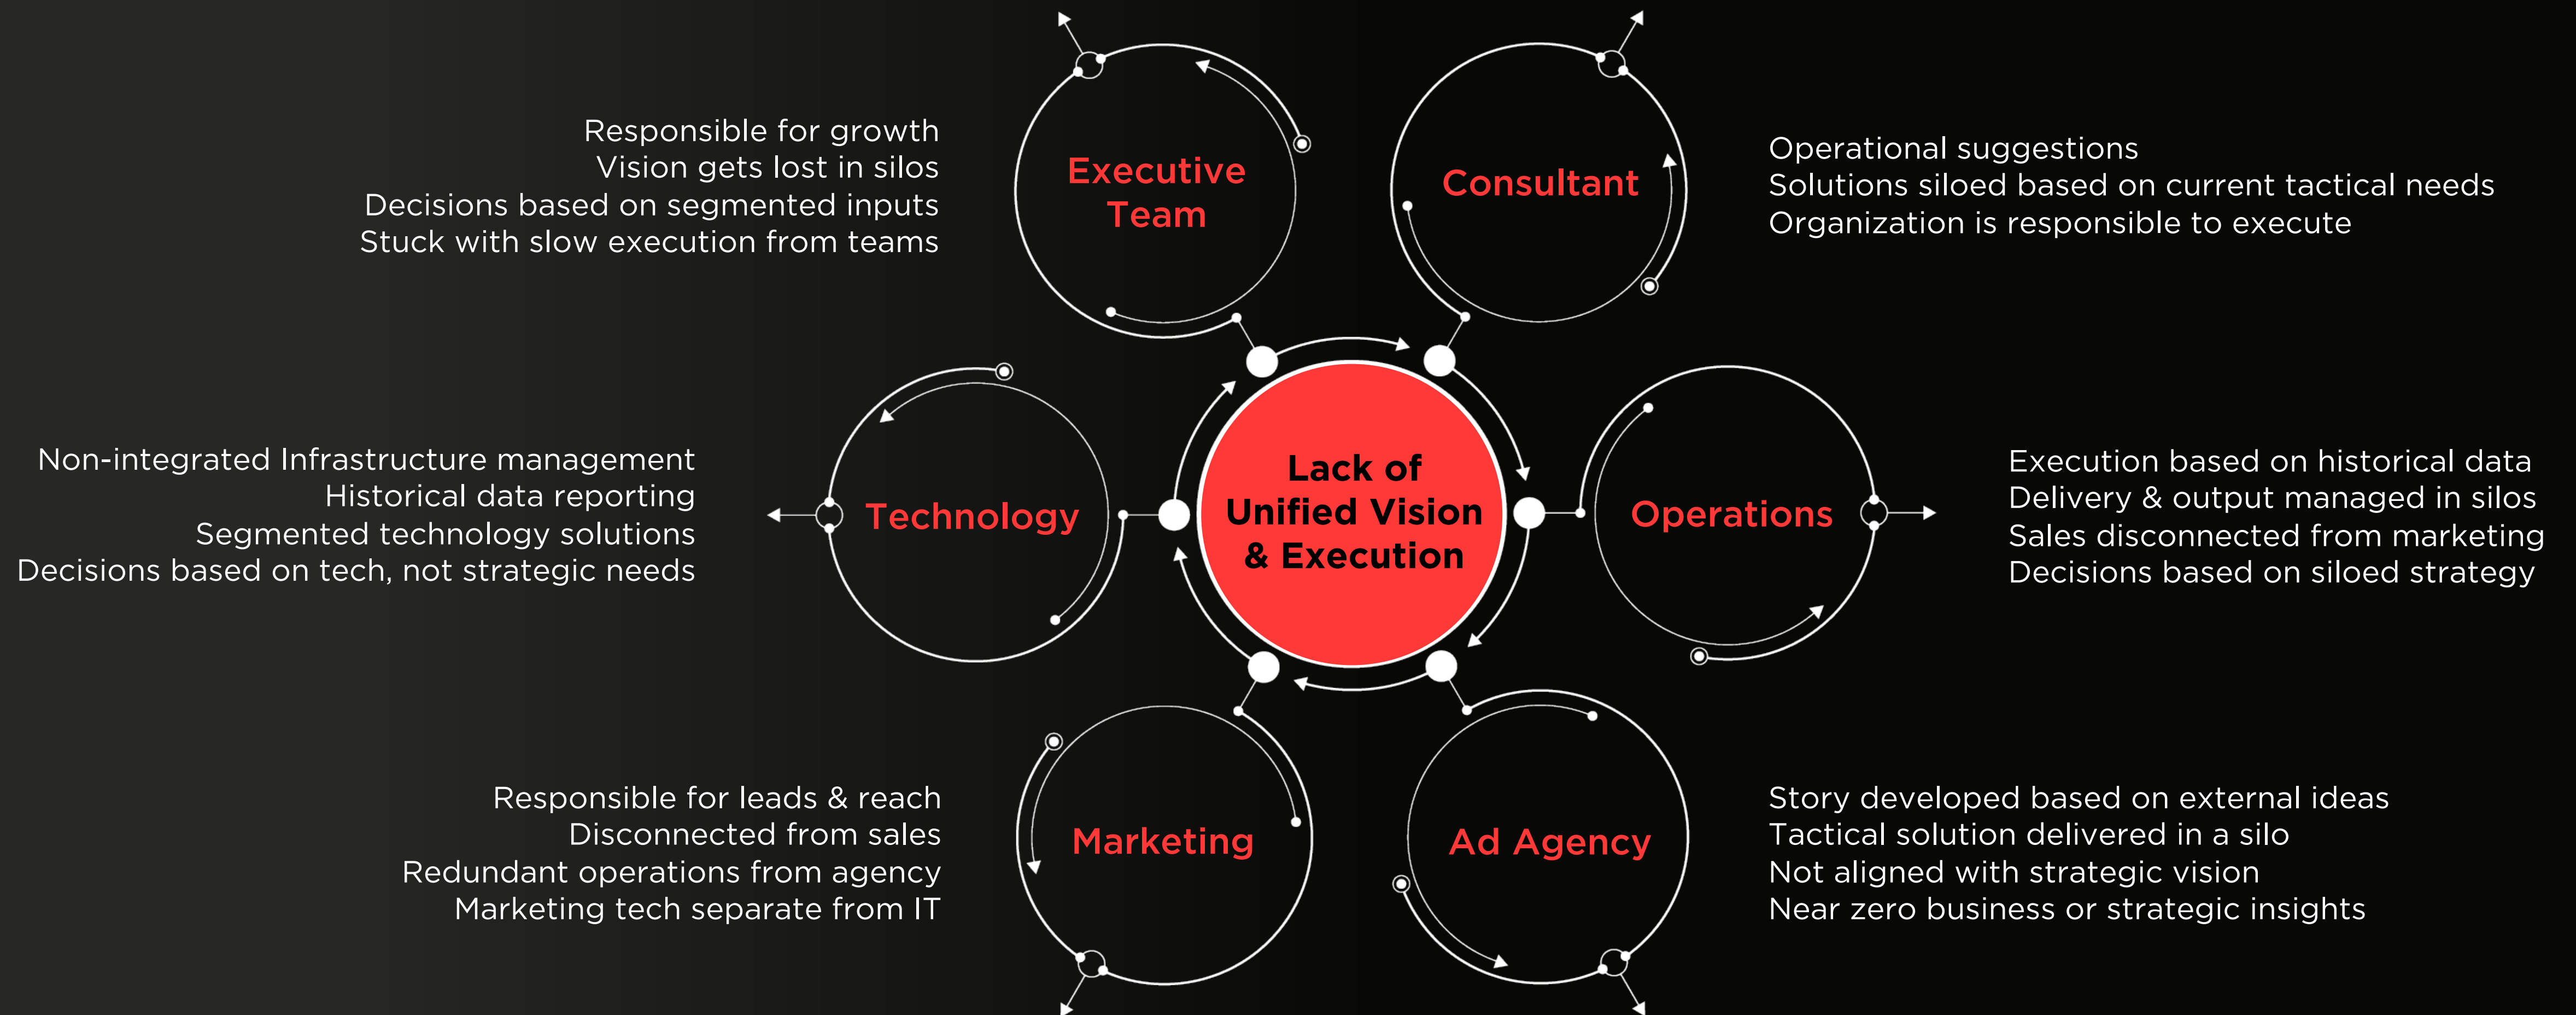 Responsible for growth
Vision gets lost in silos
Decisions based on segmented inputs
Stuck with slow execution from teams
Executive
Team
Consultant
Operational suggestions
Solutions siloed based on current tactical needs
Organization is responsible to execute
Non-integrated Infrastructure management
Historical data reporting
Segmented technology solutions
Decisions based on tech, not strategic needs
Technology
Lack of
Unified Vision
& Execution
Operations
Execution based on historical data
Delivery & output managed in silos
Sales disconnected from marketing
Decisions based on siloed strategy
Responsible for leads & reach
Disconnected from sales
Redundant operations from agency
Marketing tech separate from IT
Marketing
Ad Agency
Story developed based on external ideas
Tactical solution delivered in a silo
Not aligned with strategic vision
Near zero business or strategic insights